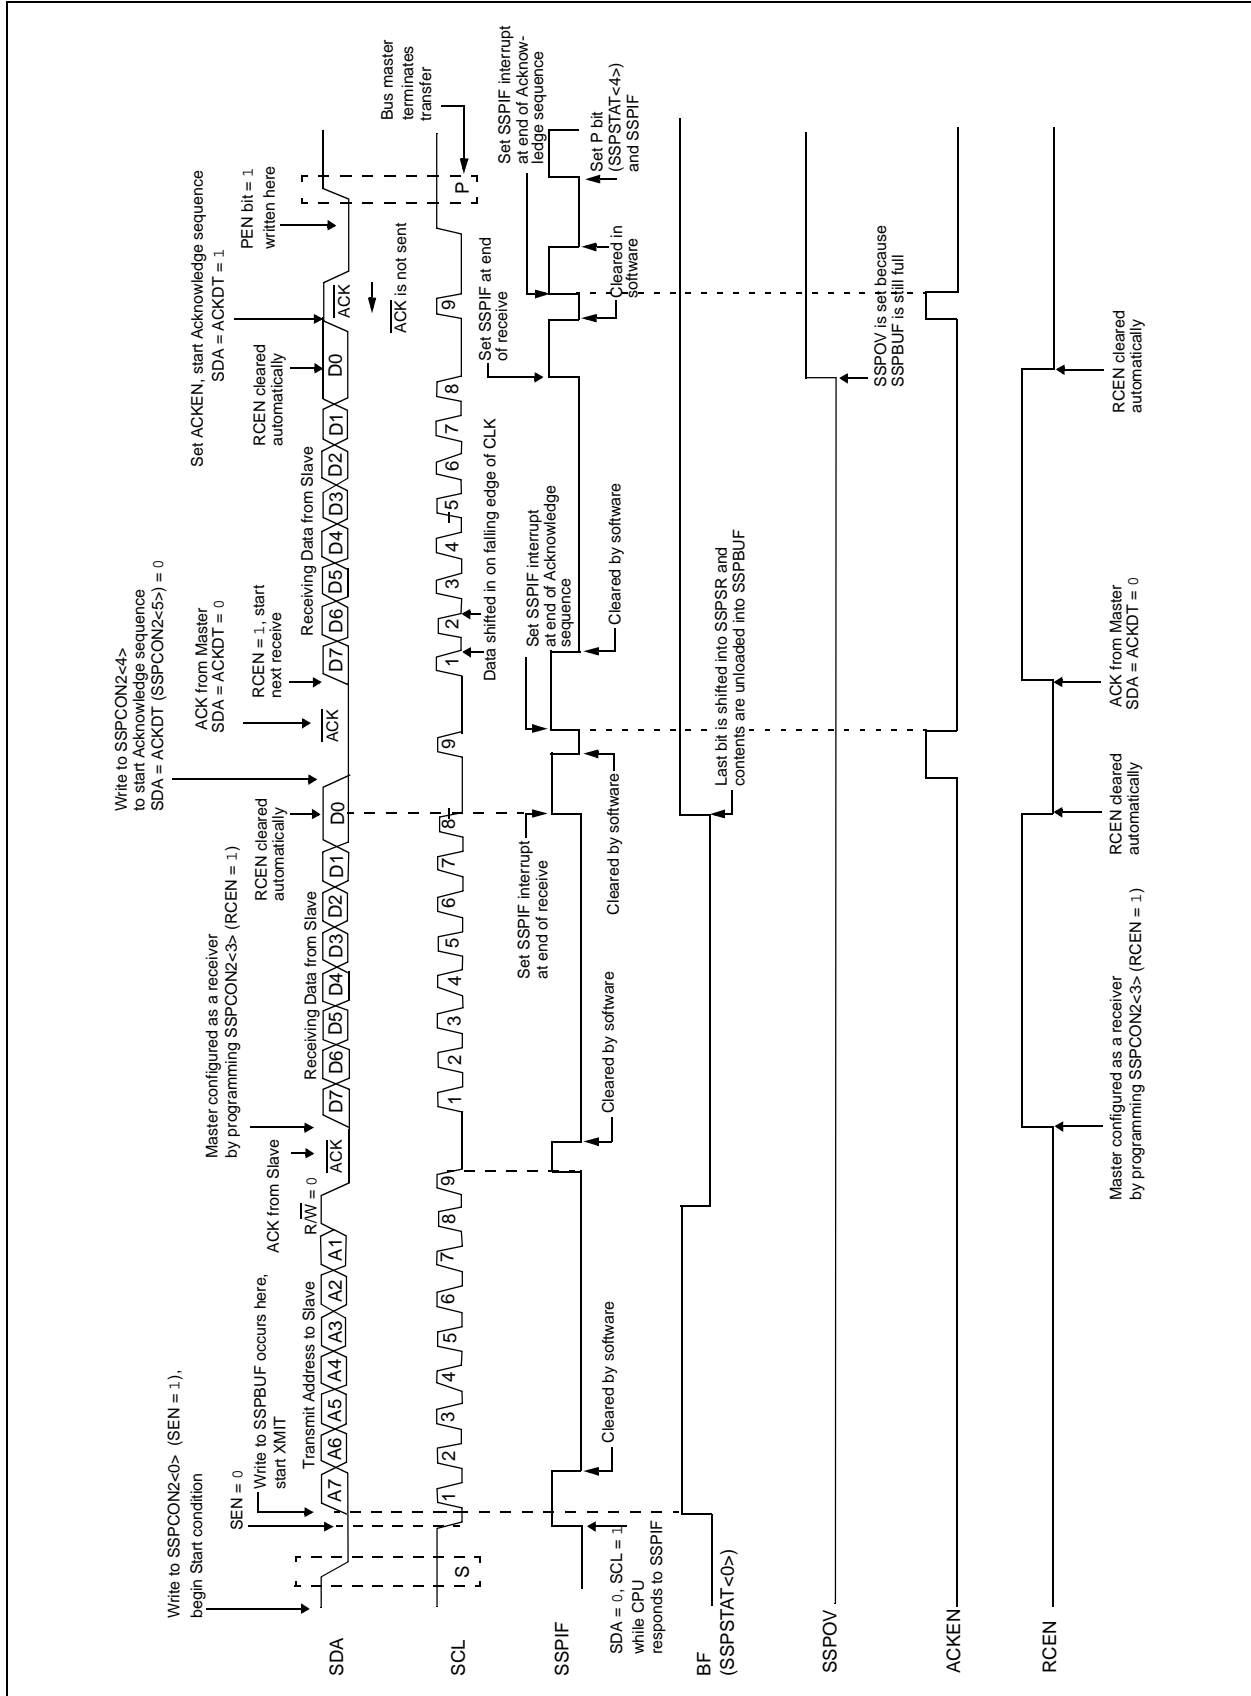 Write to SSPCON2<0> (SEN = 1),
begin Start condition
SEN = 0
Write to SSPBUF occurs here,
start XMIT
ACK from Slave
Master configured as a receiver
by programming SSPCON2<3> (RCEN = 1)
RCEN cleared
automatically
Write to SSPCON2<4>
to start Acknowledge sequence
SDA = ACKDT (SSPCON2<5>) = 0
ACK from Master
SDA = ACKDT = 0
RCEN = 1, start
next receive
RCEN cleared
automatically
Set ACKEN, start Acknowledge sequence
SDA = ACKDT = 1
PEN bit = 1
written here
Transmit Address to Slave
R/W = 0
Receiving Data from Slave
Receiving Data from Slave
SDA
A7 A6 A5 A4 A3 A2 A1 ACK D7 D6 D5 D4 D3 D2 D1 D0 ACK D7 D6 D5 D4 D3 D2 D1 D0 ACK
ACK is not sent
Bus master
terminates
transfer
SCL
S 1 2 3 4 5 6 7 8 9 1 2 3 4 5 6 7 8 9 1 2 3 4 5 6 7 8 9 P
Data shifted in on falling edge of CLK
Set SSPIF interrupt
at end of receive
Set SSPIF interrupt
at end of Acknowledge
sequence
Set SSPIF at end
of receive
Set SSPIF interrupt
at end of Acknow-
ledge sequence
SSPIF
SDA = 0, SCL = 1
while CPU
responds to SSPIF
Cleared by software
Cleared by software
Cleared by software
Cleared by software
Cleared in
software
Set P bit
(SSPSTAT<4>)
and SSPIF
BF
(SSPSTAT<0>)
Last bit is shifted into SSPSR and
contents are unloaded into SSPBUF
SSPOV
SSPOV is set because
SSPBUF is still full
ACKEN
RCEN
Master configured as a receiver
by programming SSPCON2<3> (RCEN = 1)
RCEN cleared
automatically
ACK from Master
SDA = ACKDT = 0
RCEN cleared
automatically